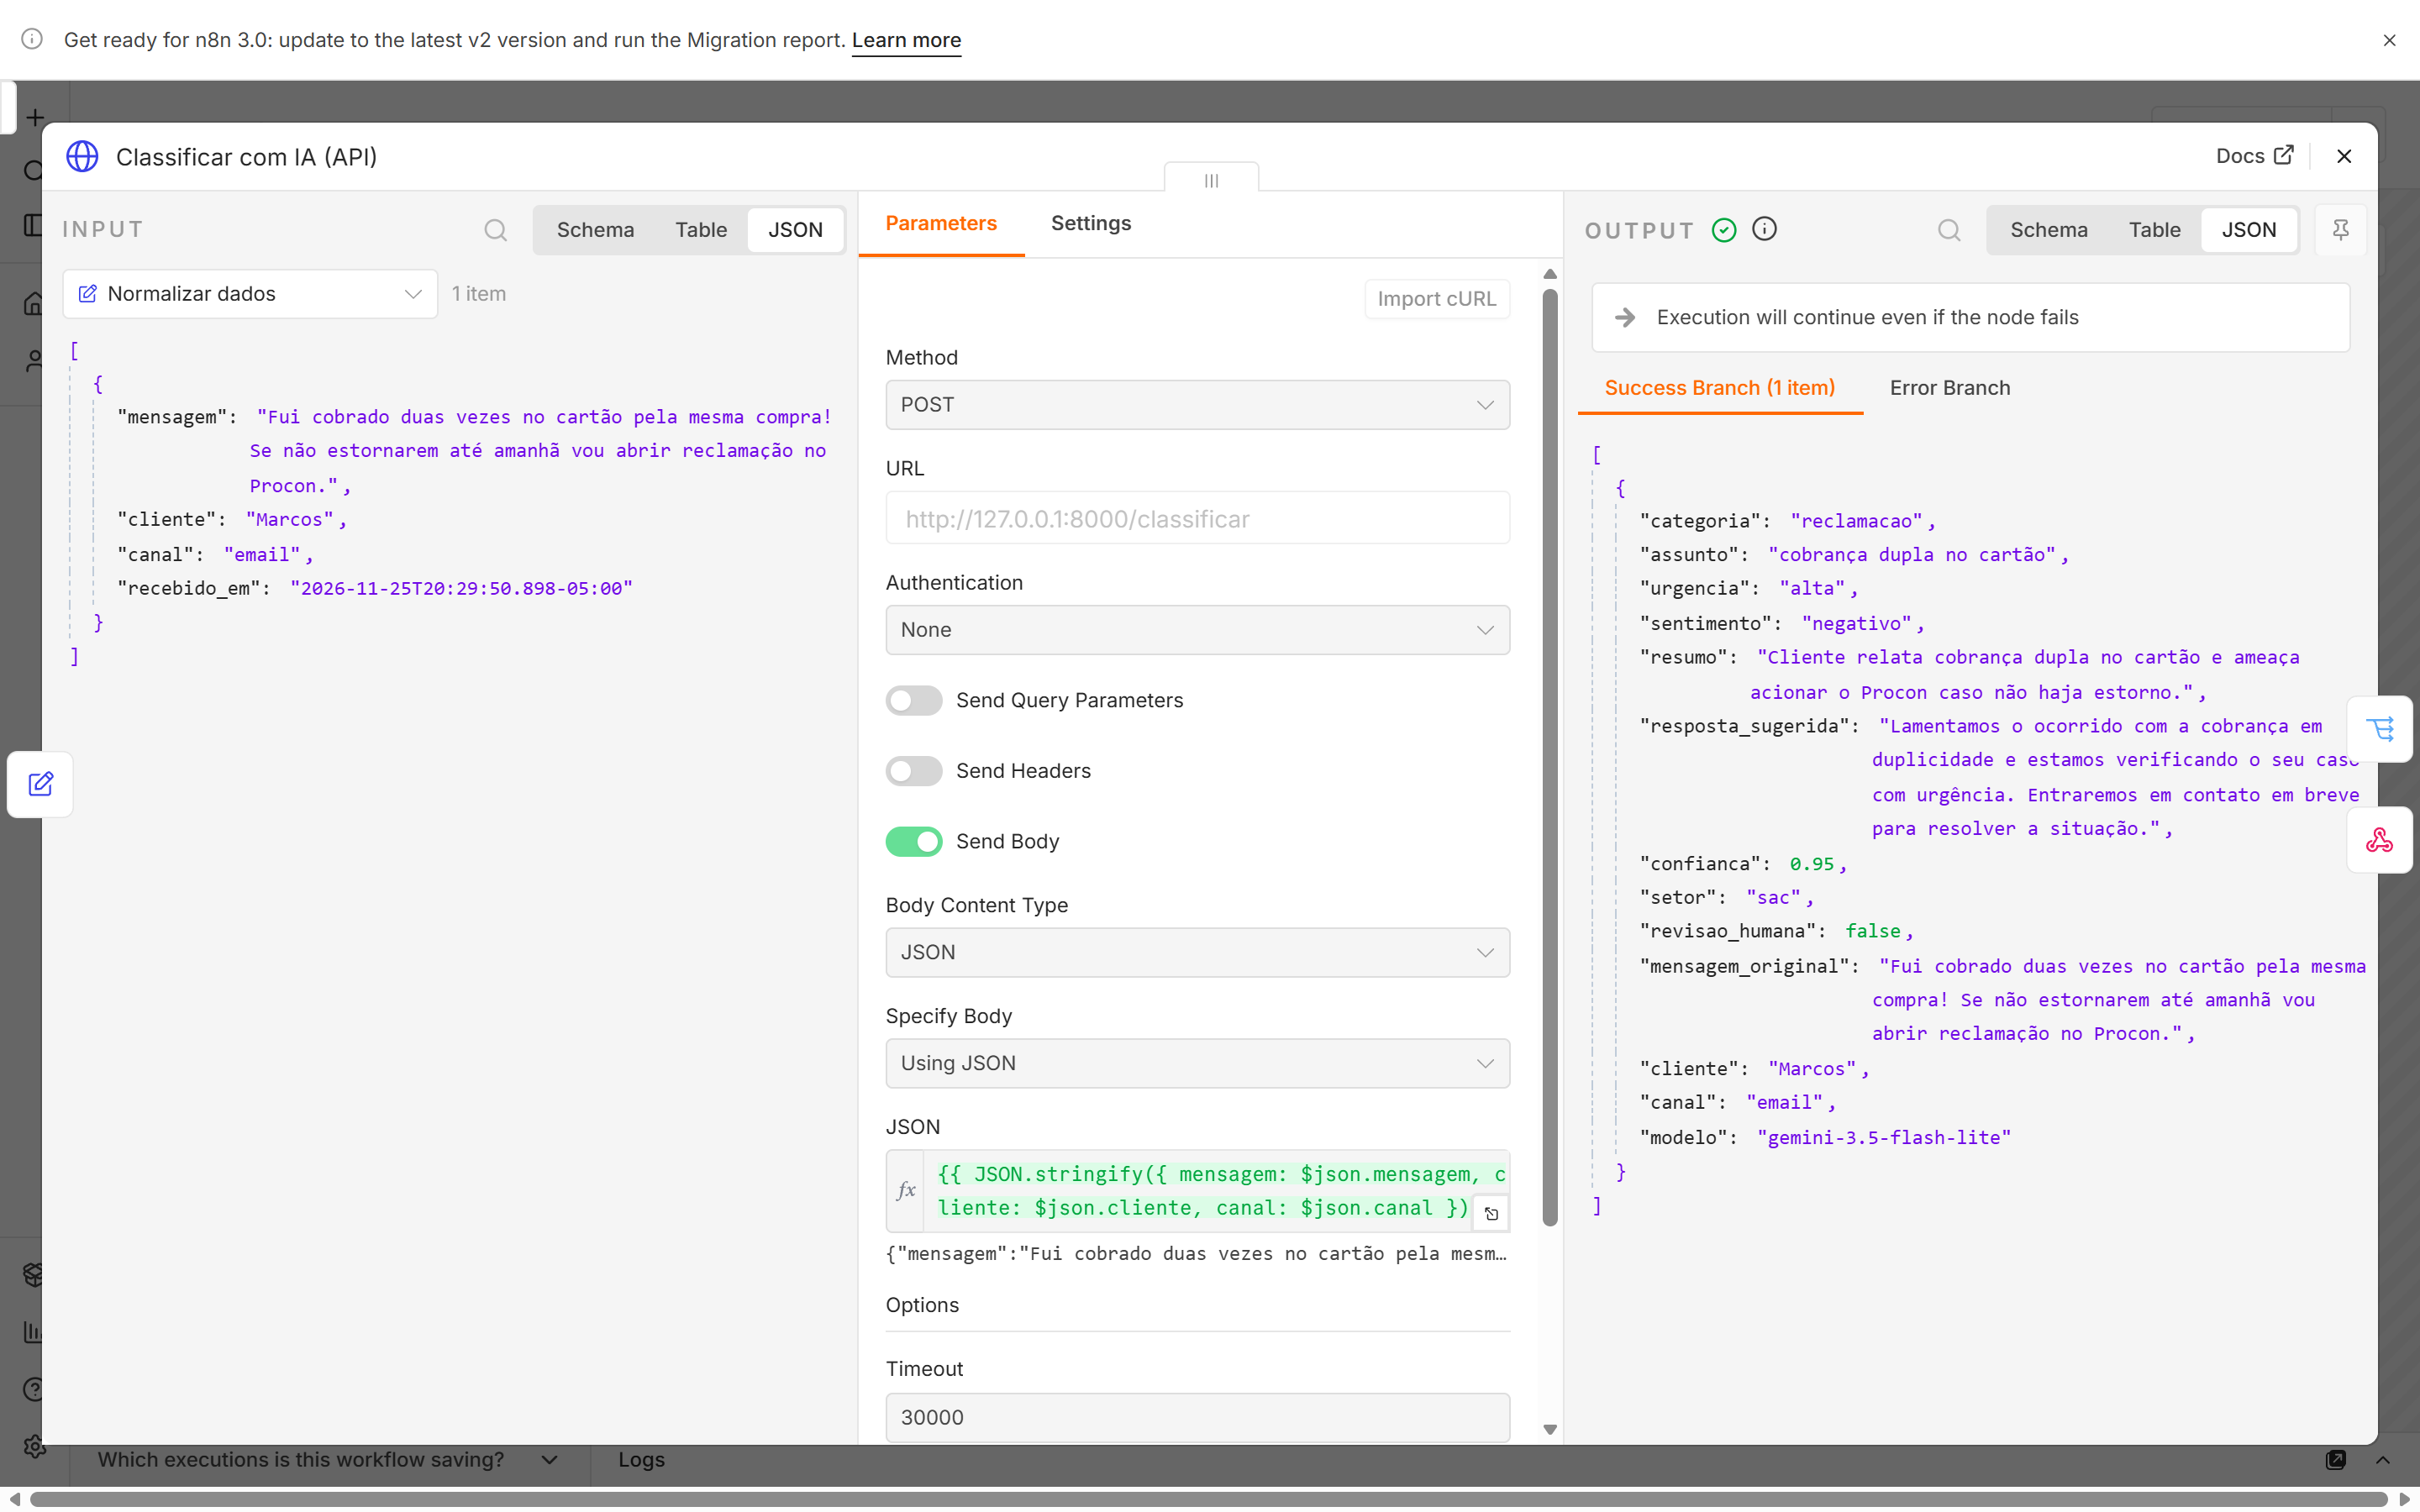 Get ready for n8n 3.0: update to the latest v2 version and run the Migration report. Learn more
Classificar com IA (API)
Docs
INPUT
Schema
Table
JSON
Normalizar dados
1 item
[
{
"mensagem": "Fui cobrado duas vezes no cartão pela mesma compra!
Se não estornarem até amanhã vou abrir reclamação no
Procon.",
"cliente": "Marcos",
"canal": "email",
"recebido_em": "2026-11-25T20:29:50.898-05:00"
}
]
Parameters
Settings
Import cURL
Method
POST
URL
http://127.0.0.1:8000/classificar
Authentication
None
Send Query Parameters
Send Headers
Send Body
Body Content Type
JSON
Specify Body
Using JSON
JSON
fx
{{ JSON.stringify({ mensagem: $json.mensagem, c
liente: $json.cliente, canal: $json.canal })
{"mensagem":"Fui cobrado duas vezes no cartão pela mesm…
Options
Timeout
30000
OUTPUT
Schema
Table
JSON
Execution will continue even if the node fails
Success Branch (1 item)
Error Branch
[
{
"categoria": "reclamacao",
"assunto": "cobrança dupla no cartão",
"urgencia": "alta",
"sentimento": "negativo",
"resumo": "Cliente relata cobrança dupla no cartão e ameaça
acionar o Procon caso não haja estorno.",
"resposta_sugerida": "Lamentamos o ocorrido com a cobrança em
duplicidade e estamos verificando o seu caso
com urgência. Entraremos em contato em breve
para resolver a situação.",
"confianca": 0.95,
"setor": "sac",
"revisao_humana": false,
"mensagem_original": "Fui cobrado duas vezes no cartão pela mesma
compra! Se não estornarem até amanhã vou
abrir reclamação no Procon.",
"cliente": "Marcos",
"canal": "email",
"modelo": "gemini-3.5-flash-lite"
}
]
Which executions is this workflow saving?
Logs